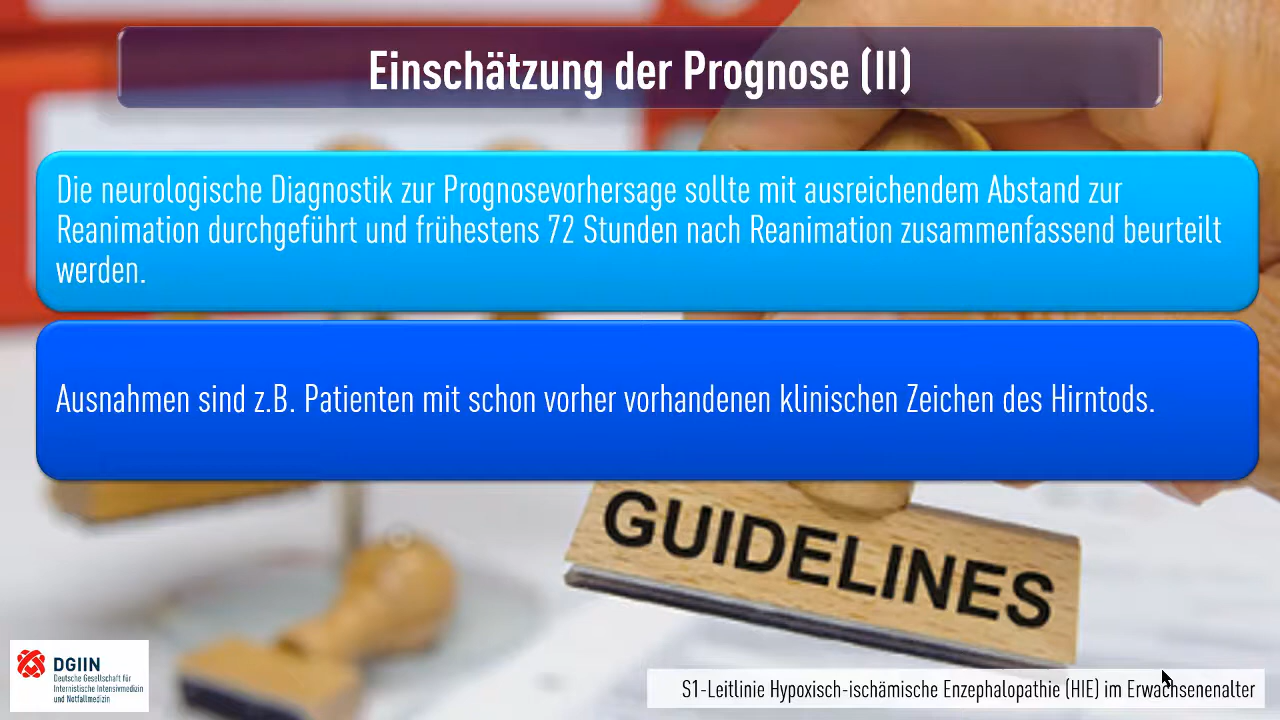 Einschätzung der Prognose (II)
Die neurologische Diagnostik zur Prognosevorhersage sollte mit ausreichendem Abstand zur
Reanimation durchgeführt und frühestens 72 Stunden nach Reanimation zusammenfassend beurteilt
werden.
Ausnahmen sind z.B. Patienten mit schon vorher vorhandenen klinischen Zeichen des Hirntods.
GUIDELINES
DGIIN
Deutsche Gesellschaft für
Internistische Intensivmedizin
und Notfallmedizin
S1-Leitlinie Hypoxisch-ischämische Enzephalopathie (HIE) im Erwachsenenalter